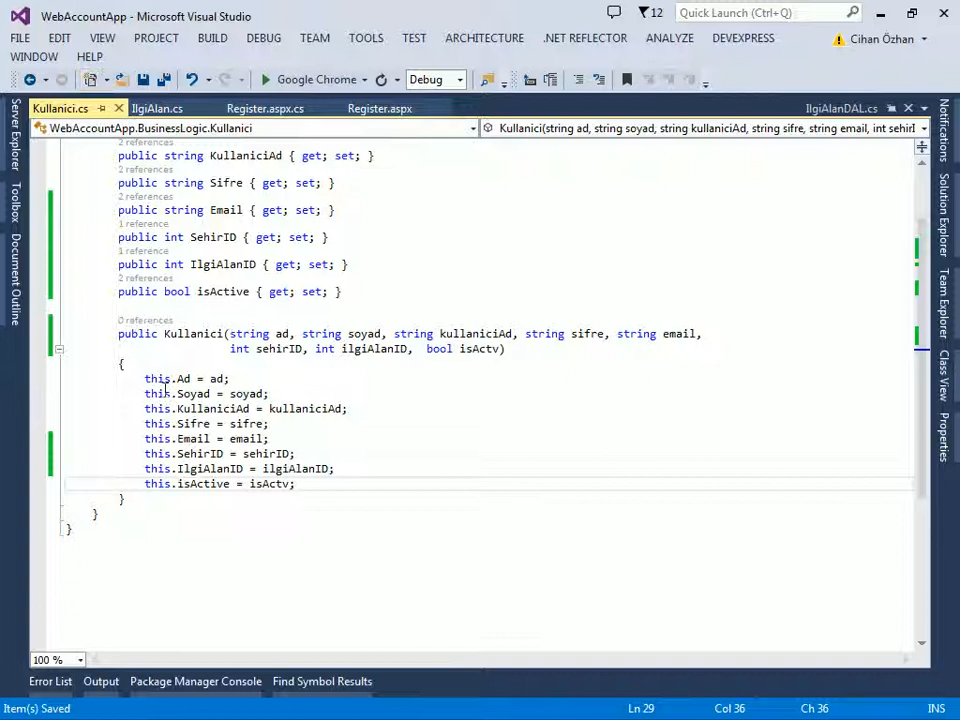 WebAccountApp - Microsoft Visual Studio
12
Quick Launch (Ctrl+Q)
FILE EDIT VIEW PROJECT BUILD DEBUG TEAM TOOLS TEST ARCHITECTURE .NET REFLECTOR ANALYZE DEVEXPRESS
Cihan Özhan
WINDOW HELP
Google Chrome
Debug
Kullanici.cs IlgiAlan.cs Register.aspx.cs Register.aspx IlgiAlanDAL.cs
WebAccountApp.BusinessLogic.Kullanici
Kullanici(string ad, string soyad, string kullaniciAd, string sifre, string email, int sehirI
2 references
public string KullaniciAd { get; set; }
2 references
public string Sifre { get; set; }
2 references
public string Email { get; set; }
1 reference
public int SehirID { get; set; }
1 reference
public int IlgiAlanID { get; set; }
2 references
public bool isActive { get; set; }
0 references
public Kullanici(string ad, string soyad, string kullaniciAd, string sifre, string email,
int sehirID, int ilgiAlanID,  bool isActv)
{
this.Ad = ad;
this.Soyad = soyad;
this.KullaniciAd = kullaniciAd;
this.Sifre = sifre;
this.Email = email;
this.SehirID = sehirID;
this.IlgiAlanID = ilgiAlanID;
this.isActive = isActv;
}
}
}
Server Explorer
Toolbox
Document Outline
Notifications
Solution Explorer
Team Explorer
Class View
Properties
100 %
Error List Output Package Manager Console Find Symbol Results
Item(s) Saved
Ln 29 Col 36 Ch 36 INS